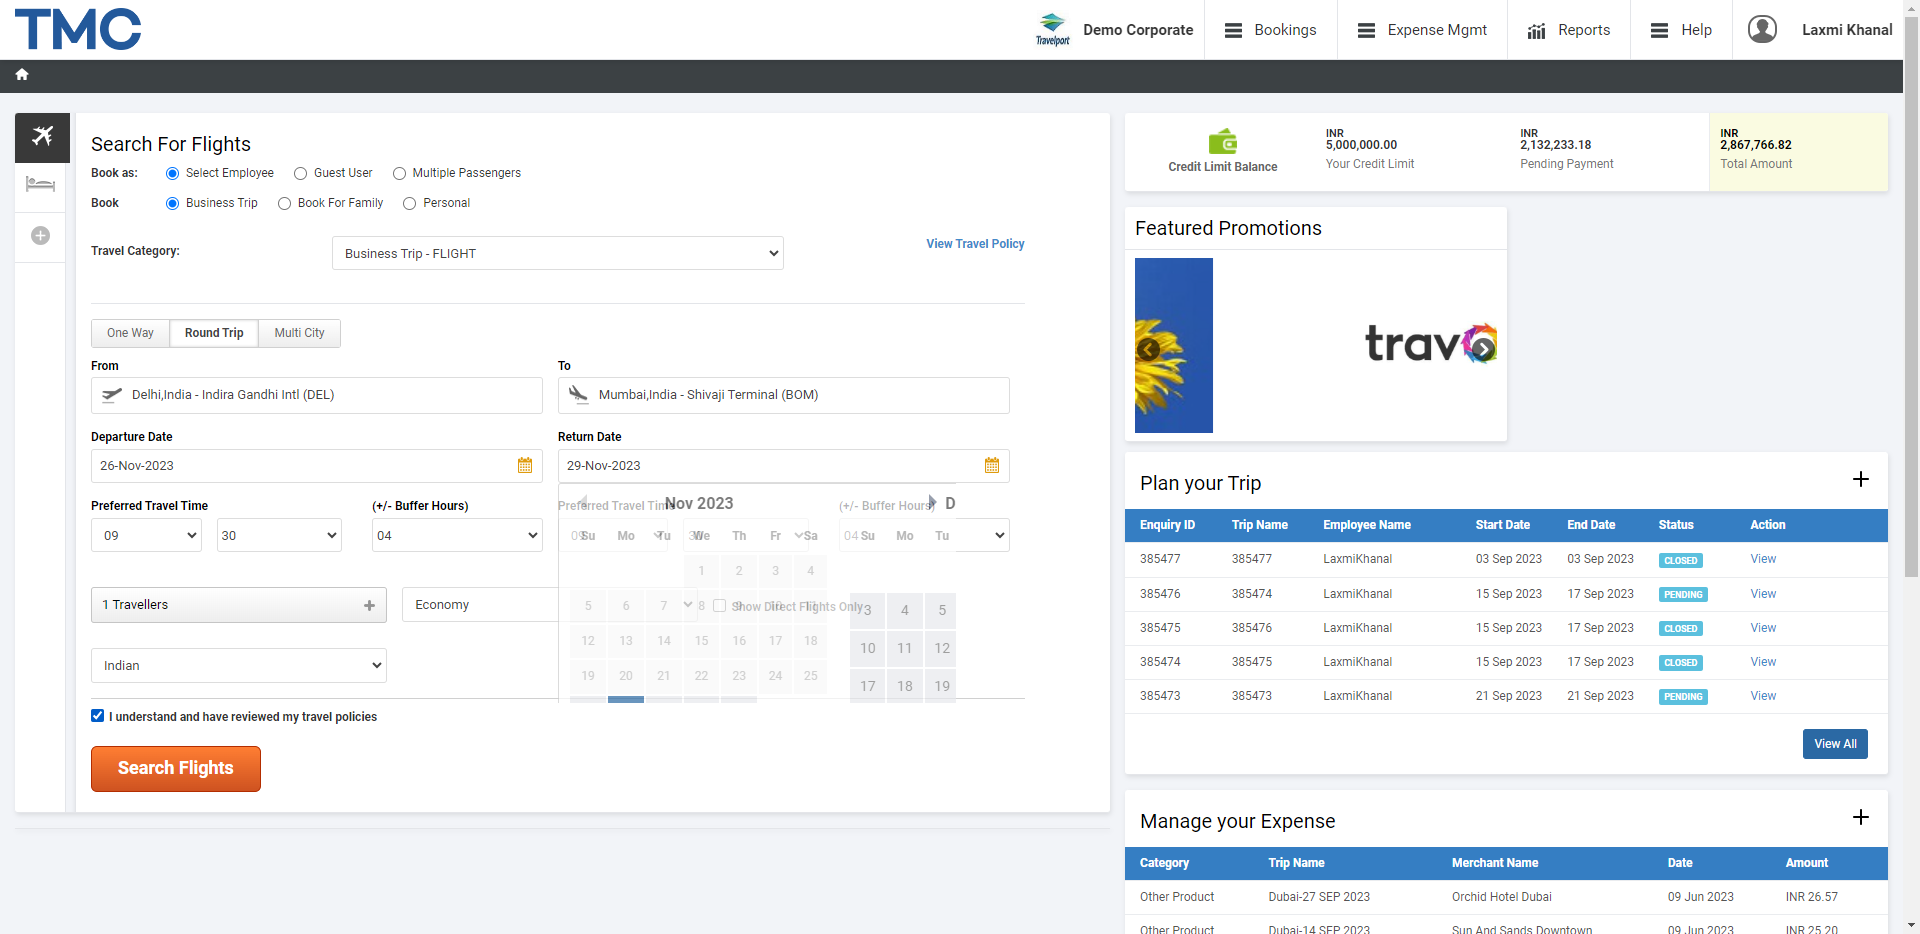 TMC
Travelport
Demo Corporate
Bookings
Expense Mgmt
Reports
Help
Laxmi Khanal
Search For Flights
Book as: Select Employee Guest User Multiple Passengers
Book Business Trip Book For Family Personal
Travel Category: Business Trip - FLIGHT View Travel Policy
One Way Round Trip Multi City
From To
Delhi,India - Indira Gandhi Intl (DEL) Mumbai,India - Shivaji Terminal (BOM)
Departure Date Return Date
26-Nov-2023 29-Nov-2023
Preferred Travel Time (+/- Buffer Hours) Preferred Travel Time (+/- Buffer Hours)
09 30 04
Nov 2023 D
Su Mo Tu We Th Fr Sa 04 Su Mo Tu
1 2 3 4
5 6 7 8 9 10 11 3 4 5
12 13 14 15 16 17 18 10 11 12
19 20 21 22 23 24 25 17 18 19
1 Travellers Economy Show Direct Flights Only
Indian
I understand and have reviewed my travel policies
Search Flights
Credit Limit Balance
INR
5,000,000.00
Your Credit Limit
INR
2,132,233.18
Pending Payment
INR
2,867,766.82
Total Amount
Featured Promotions
trav
Plan your Trip
Enquiry ID Trip Name Employee Name Start Date End Date Status Action
385477 385477 LaxmiKhanal 03 Sep 2023 03 Sep 2023 CLOSED View
385476 385474 LaxmiKhanal 15 Sep 2023 17 Sep 2023 PENDING View
385475 385476 LaxmiKhanal 15 Sep 2023 17 Sep 2023 CLOSED View
385474 385475 LaxmiKhanal 15 Sep 2023 17 Sep 2023 CLOSED View
385473 385473 LaxmiKhanal 21 Sep 2023 21 Sep 2023 PENDING View
View All
Manage your Expense
Category Trip Name Merchant Name Date Amount
Other Product Dubai-27 SEP 2023 Orchid Hotel Dubai 09 Jun 2023 INR 26.57
Other Product Dubai-14 SEP 2023 Sun And Sands Downtown 09 Jun 2023 INR 25.20